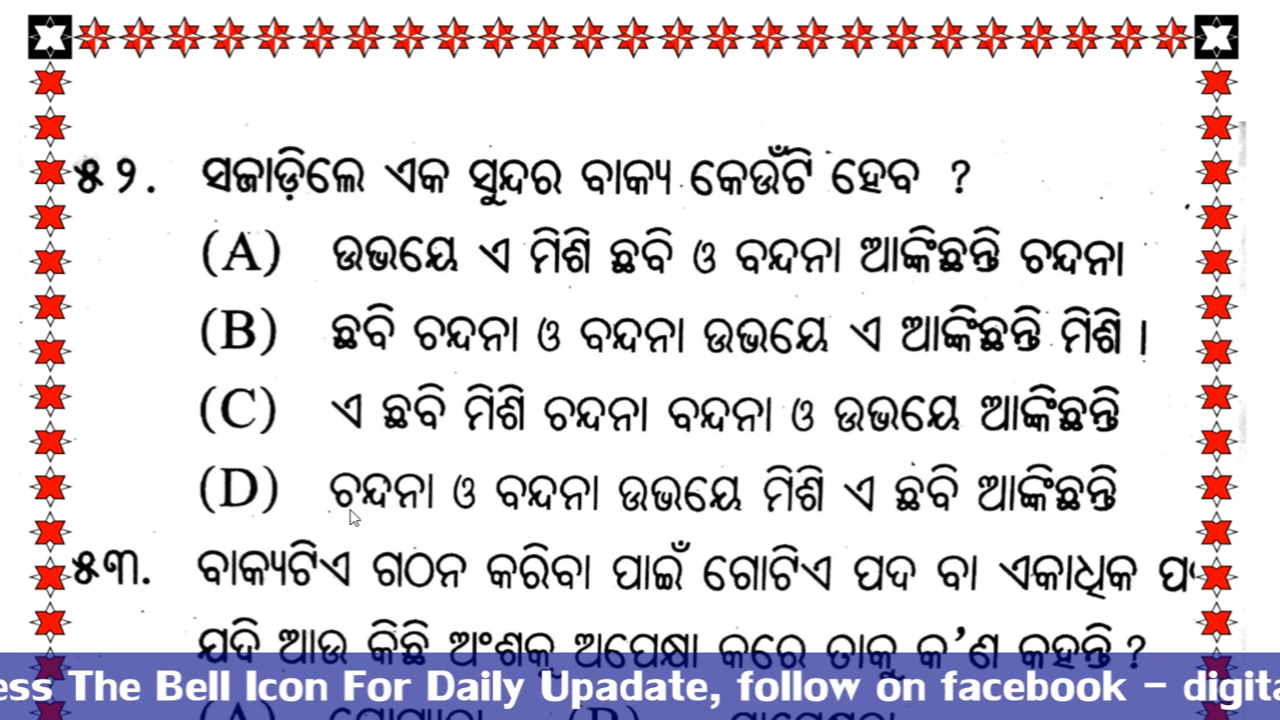 ୫୨. ସଜାଡ଼ିଲେ ଏକ ସୁନ୍ଦର ବାକ୍ୟ କେଉଁଟି ହେବ ?
(A) ଉଭୟେ ଏ ମିଶି ଛବି ଓ ବନ୍ଦନା ଆଙ୍କିଛନ୍ତି ଚନ୍ଦନା
(B) ଛବି ଚନ୍ଦନା ଓ ବନ୍ଦନା ଉଭୟେ ଏ ଆଙ୍କିଛନ୍ତି ମିଶି।
(C) ଏ ଛବି ମିଶି ଚନ୍ଦନା ବନ୍ଦନା ଓ ଉଭୟେ ଆଙ୍କିଛନ୍ତି
(D) ଚନ୍ଦନା ଓ ବନ୍ଦନା ଉଭୟେ ମିଶି ଏ ଛବି ଆଙ୍କିଛନ୍ତି
୫୩. ବାକ୍ୟଟିଏ ଗଠନ କରିବା ପାଇଁ ଗୋଟିଏ ପଦ ବା ଏକାଧିକ
ଯଦି ଆଉ କିଛି ଅଂଶକୁ ଅପେକ୍ଷା କରେ ତାକୁ କ'ଣ କହନ୍ତି ?
ess The Bell Icon For Daily Upadate, follow on facebook – digita